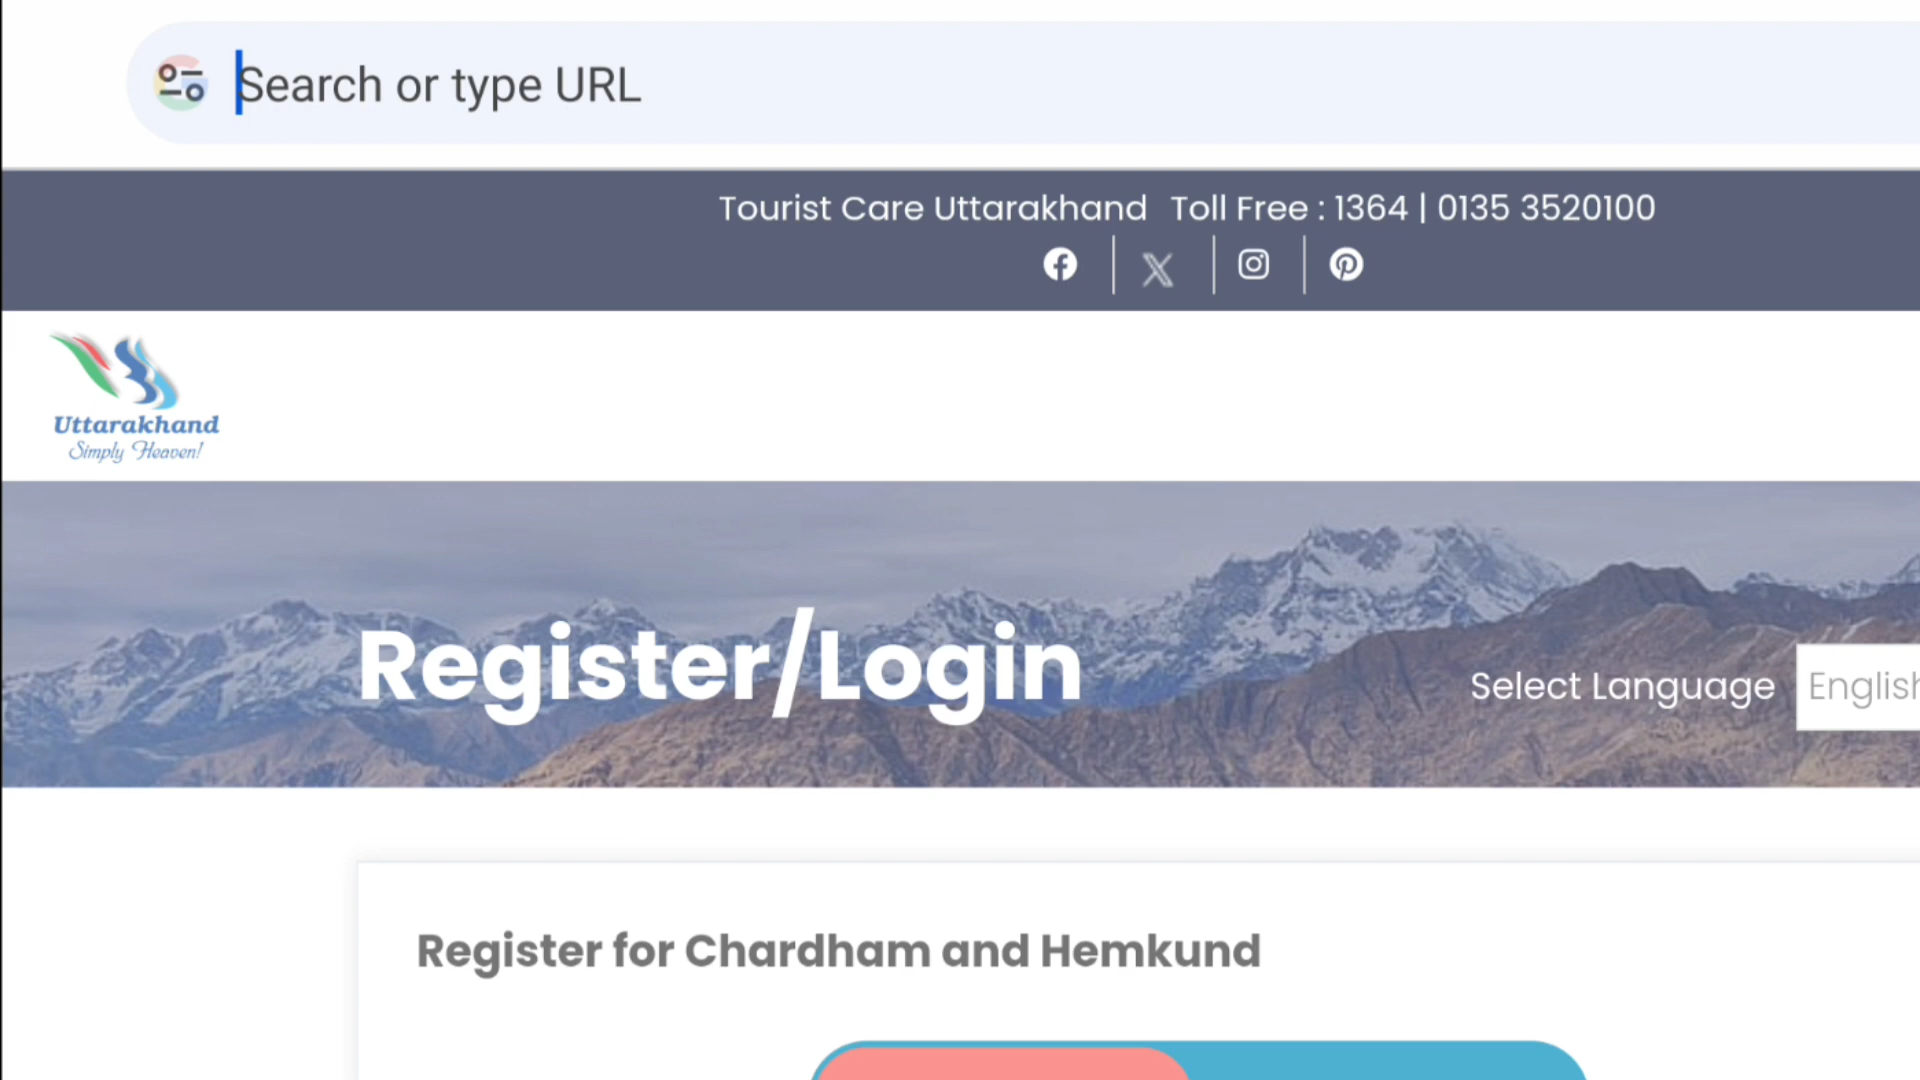 Search or type URL
Tourist Care Uttarakhand Toll Free : 1364 | 0135 3520100
Uttarakhand
Simply Heaven!
Register/Login
Select Language English
Register for Chardham and Hemkund